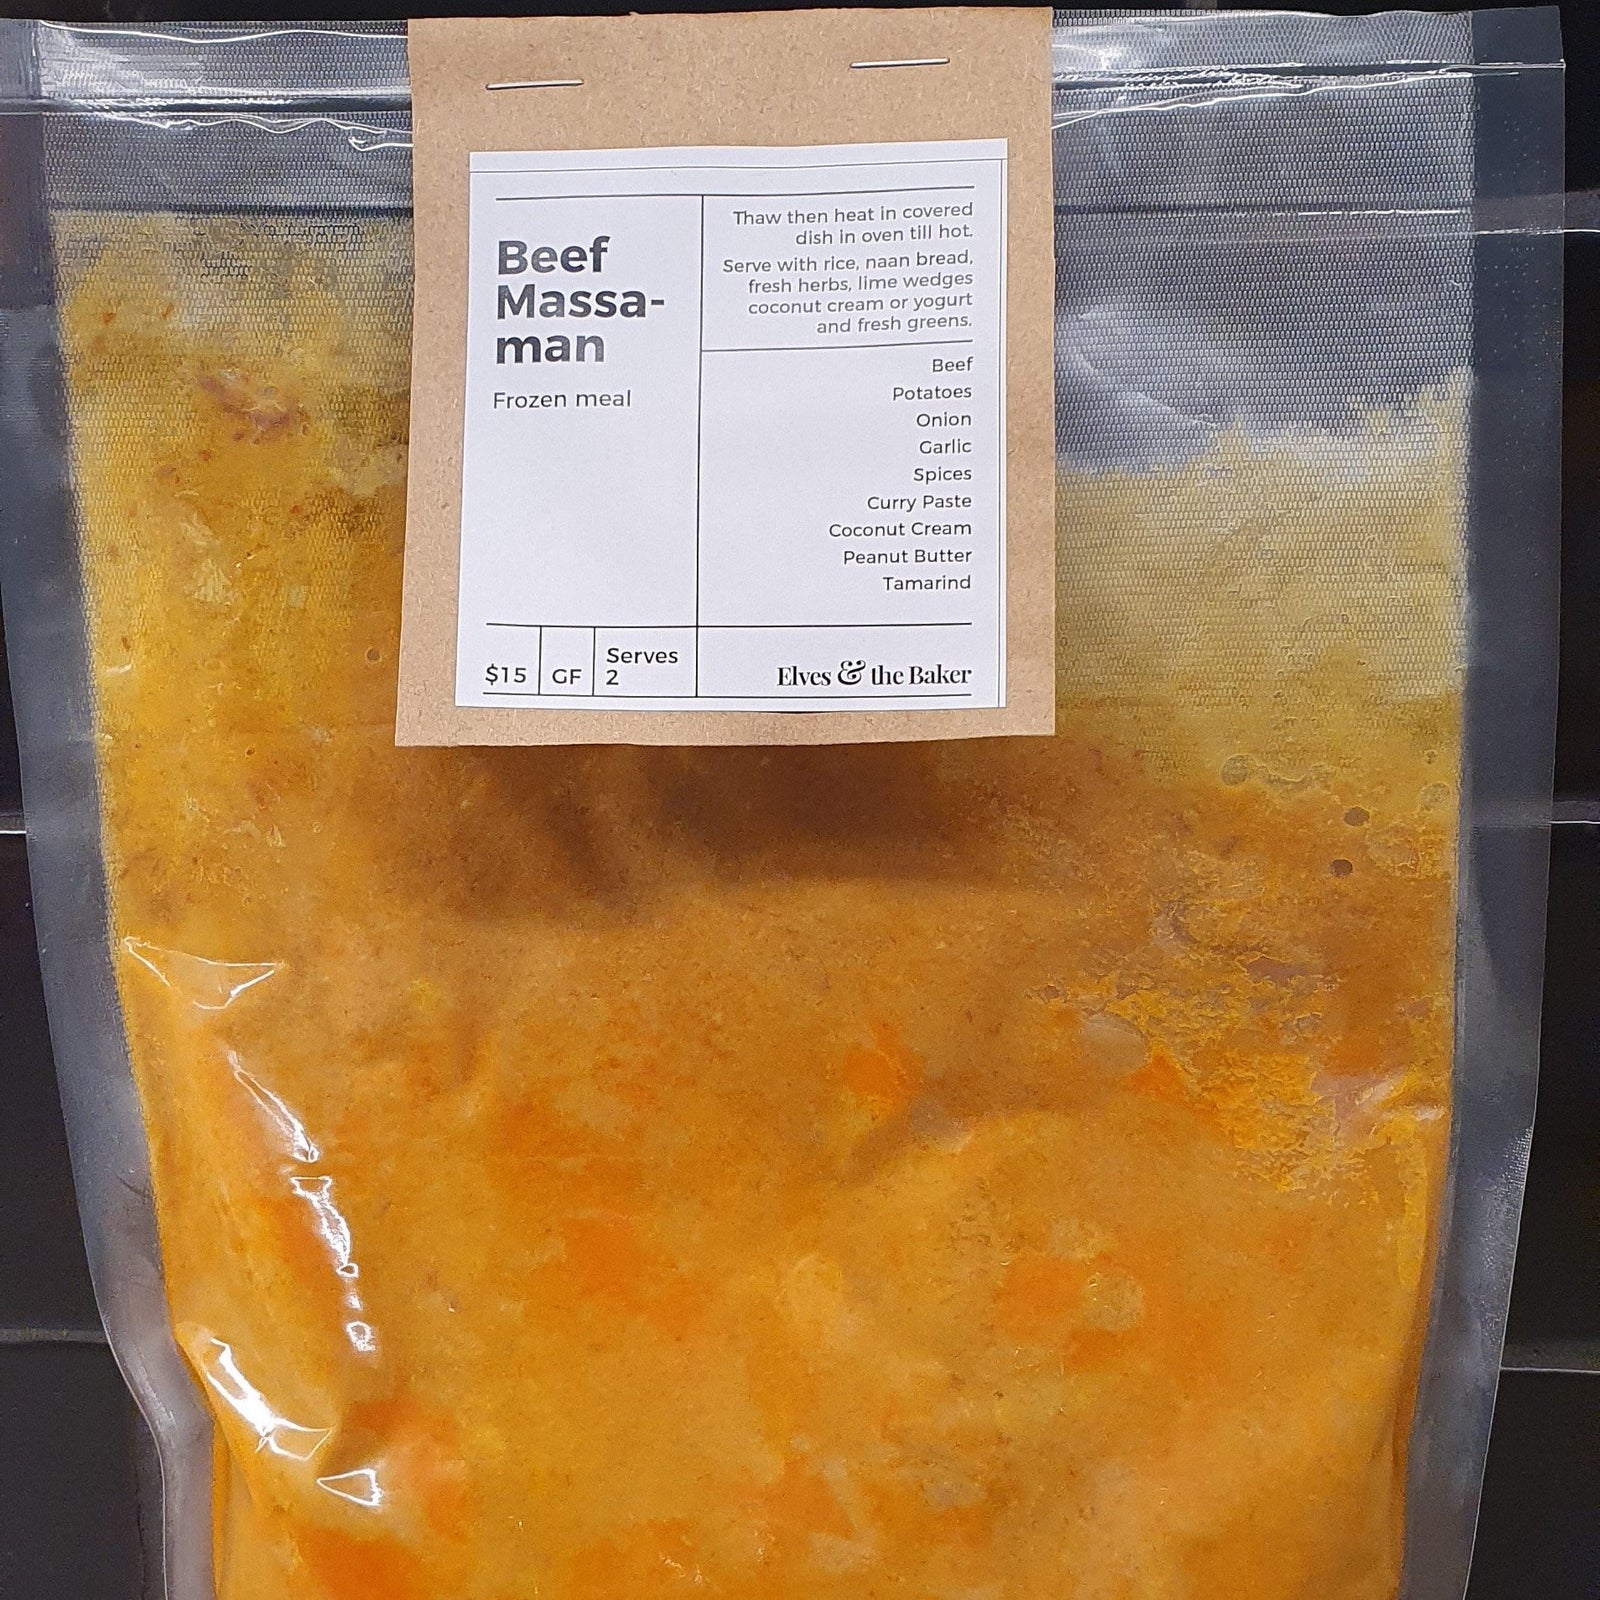 Beef
Massa-
man
Frozen meal
Thaw then heat in covered
dish in oven till hot.
Serve with rice, naan bread,
fresh herbs, lime wedges
coconut cream or yogurt
and fresh greens.
Beef
Potatoes
Onion
Garlic
Spices
Curry Paste
Coconut Cream
Peanut Butter
Tamarind
$15
GF
Serves
2
Elves & the Baker